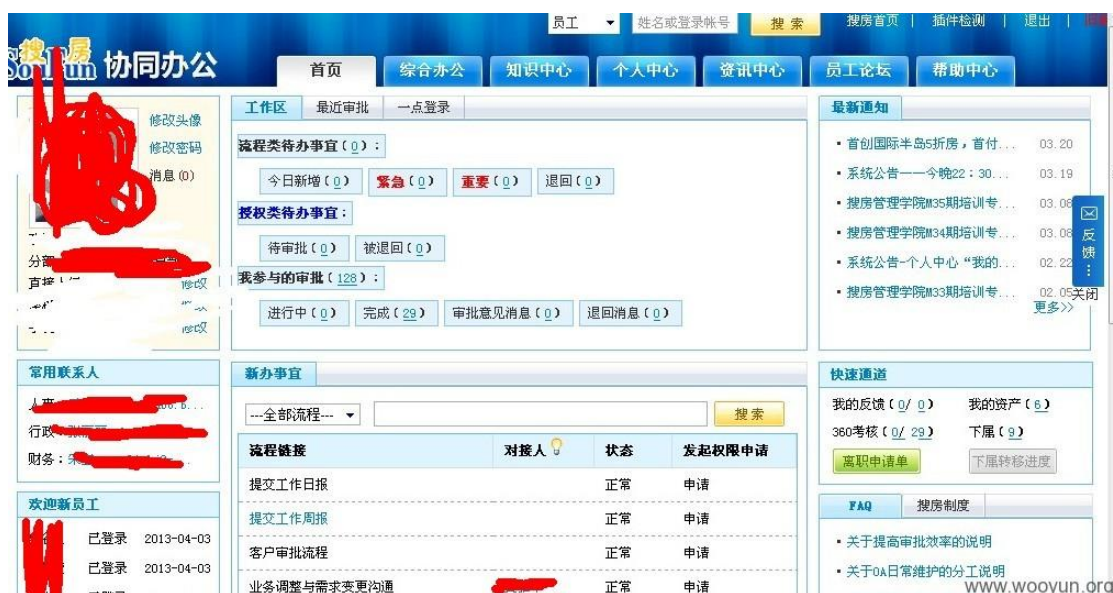 员工 姓名或登录帐号 搜索 搜房首页 | 插件检测 | 退出 |
搜房
SouFun 协同办公
首页 综合办公 知识中心 个人中心 资讯中心 员工论坛 帮助中心
修改头像
修改密码
消息(0)
分部
直接上级 修改
修改
修改
工作区 最近审批 一点登录
流程类待办事宜(0):
今日新增(0) 紧急(0) 重要(0) 退回(0)
授权类待办事宜:
待审批(0) 被退回(0)
我参与的审批(128):
进行中(0) 完成(29) 审批意见消息(0) 退回消息(0)
最新通知
首创国际半岛5折房,首付... 03.20
系统公告——今晚22:30... 03.19
搜房管理学院M35期培训专... 03.08
搜房管理学院M34期培训专... 03.08
系统公告-个人中心“我的... 02.22
搜房管理学院M33期培训专... 02.05
更多>>
反馈...
关闭
常用联系人
人事:
行政:
财务:
欢迎新员工
已登录 2013-04-03
已登录 2013-04-03
新办事宜
---全部流程--- 搜索
流程链接 对接人 状态 发起权限申请
提交工作日报 正常 申请
提交工作周报 正常 申请
客户审批流程 正常 申请
业务调整与需求变更沟通 正常 申请
快速通道
我的反馈(0/ 0) 我的资产(6)
360考核(0/ 29) 下属(9)
离职申请单 下属转移进度
FAQ 搜房制度
关于提高审批效率的说明
关于OA日常维护的分工说明
www.wooyun.org